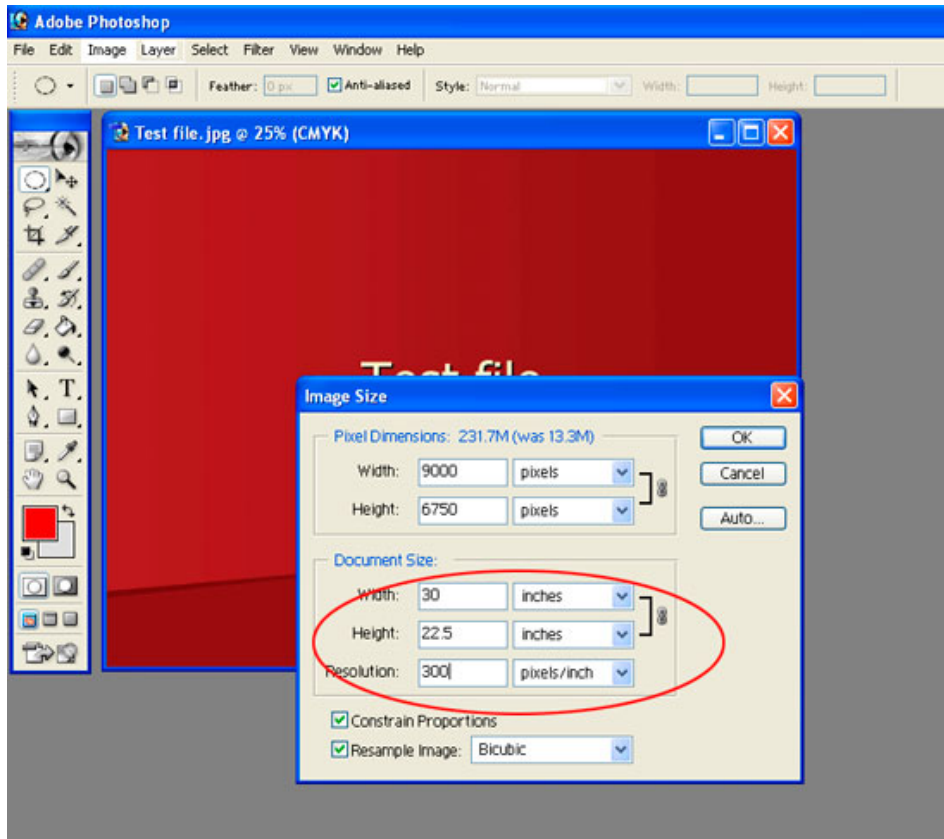 Adobe Photoshop
File Edit Image Layer Select Filter View Window Help
Feather: 0 px Anti-aliased Style: Normal Width: Height:
Test file.jpg @ 25% (CMYK)
Test file
Image Size
Pixel Dimensions: 231.7M (was 13.3M)
OK
Width: 9000 pixels
Cancel
Height: 6750 pixels
Auto...
Document Size:
Width: 30 inches
Height: 22.5 inches
Resolution: 300 pixels/inch
Constrain Proportions
Resample Image: Bicubic